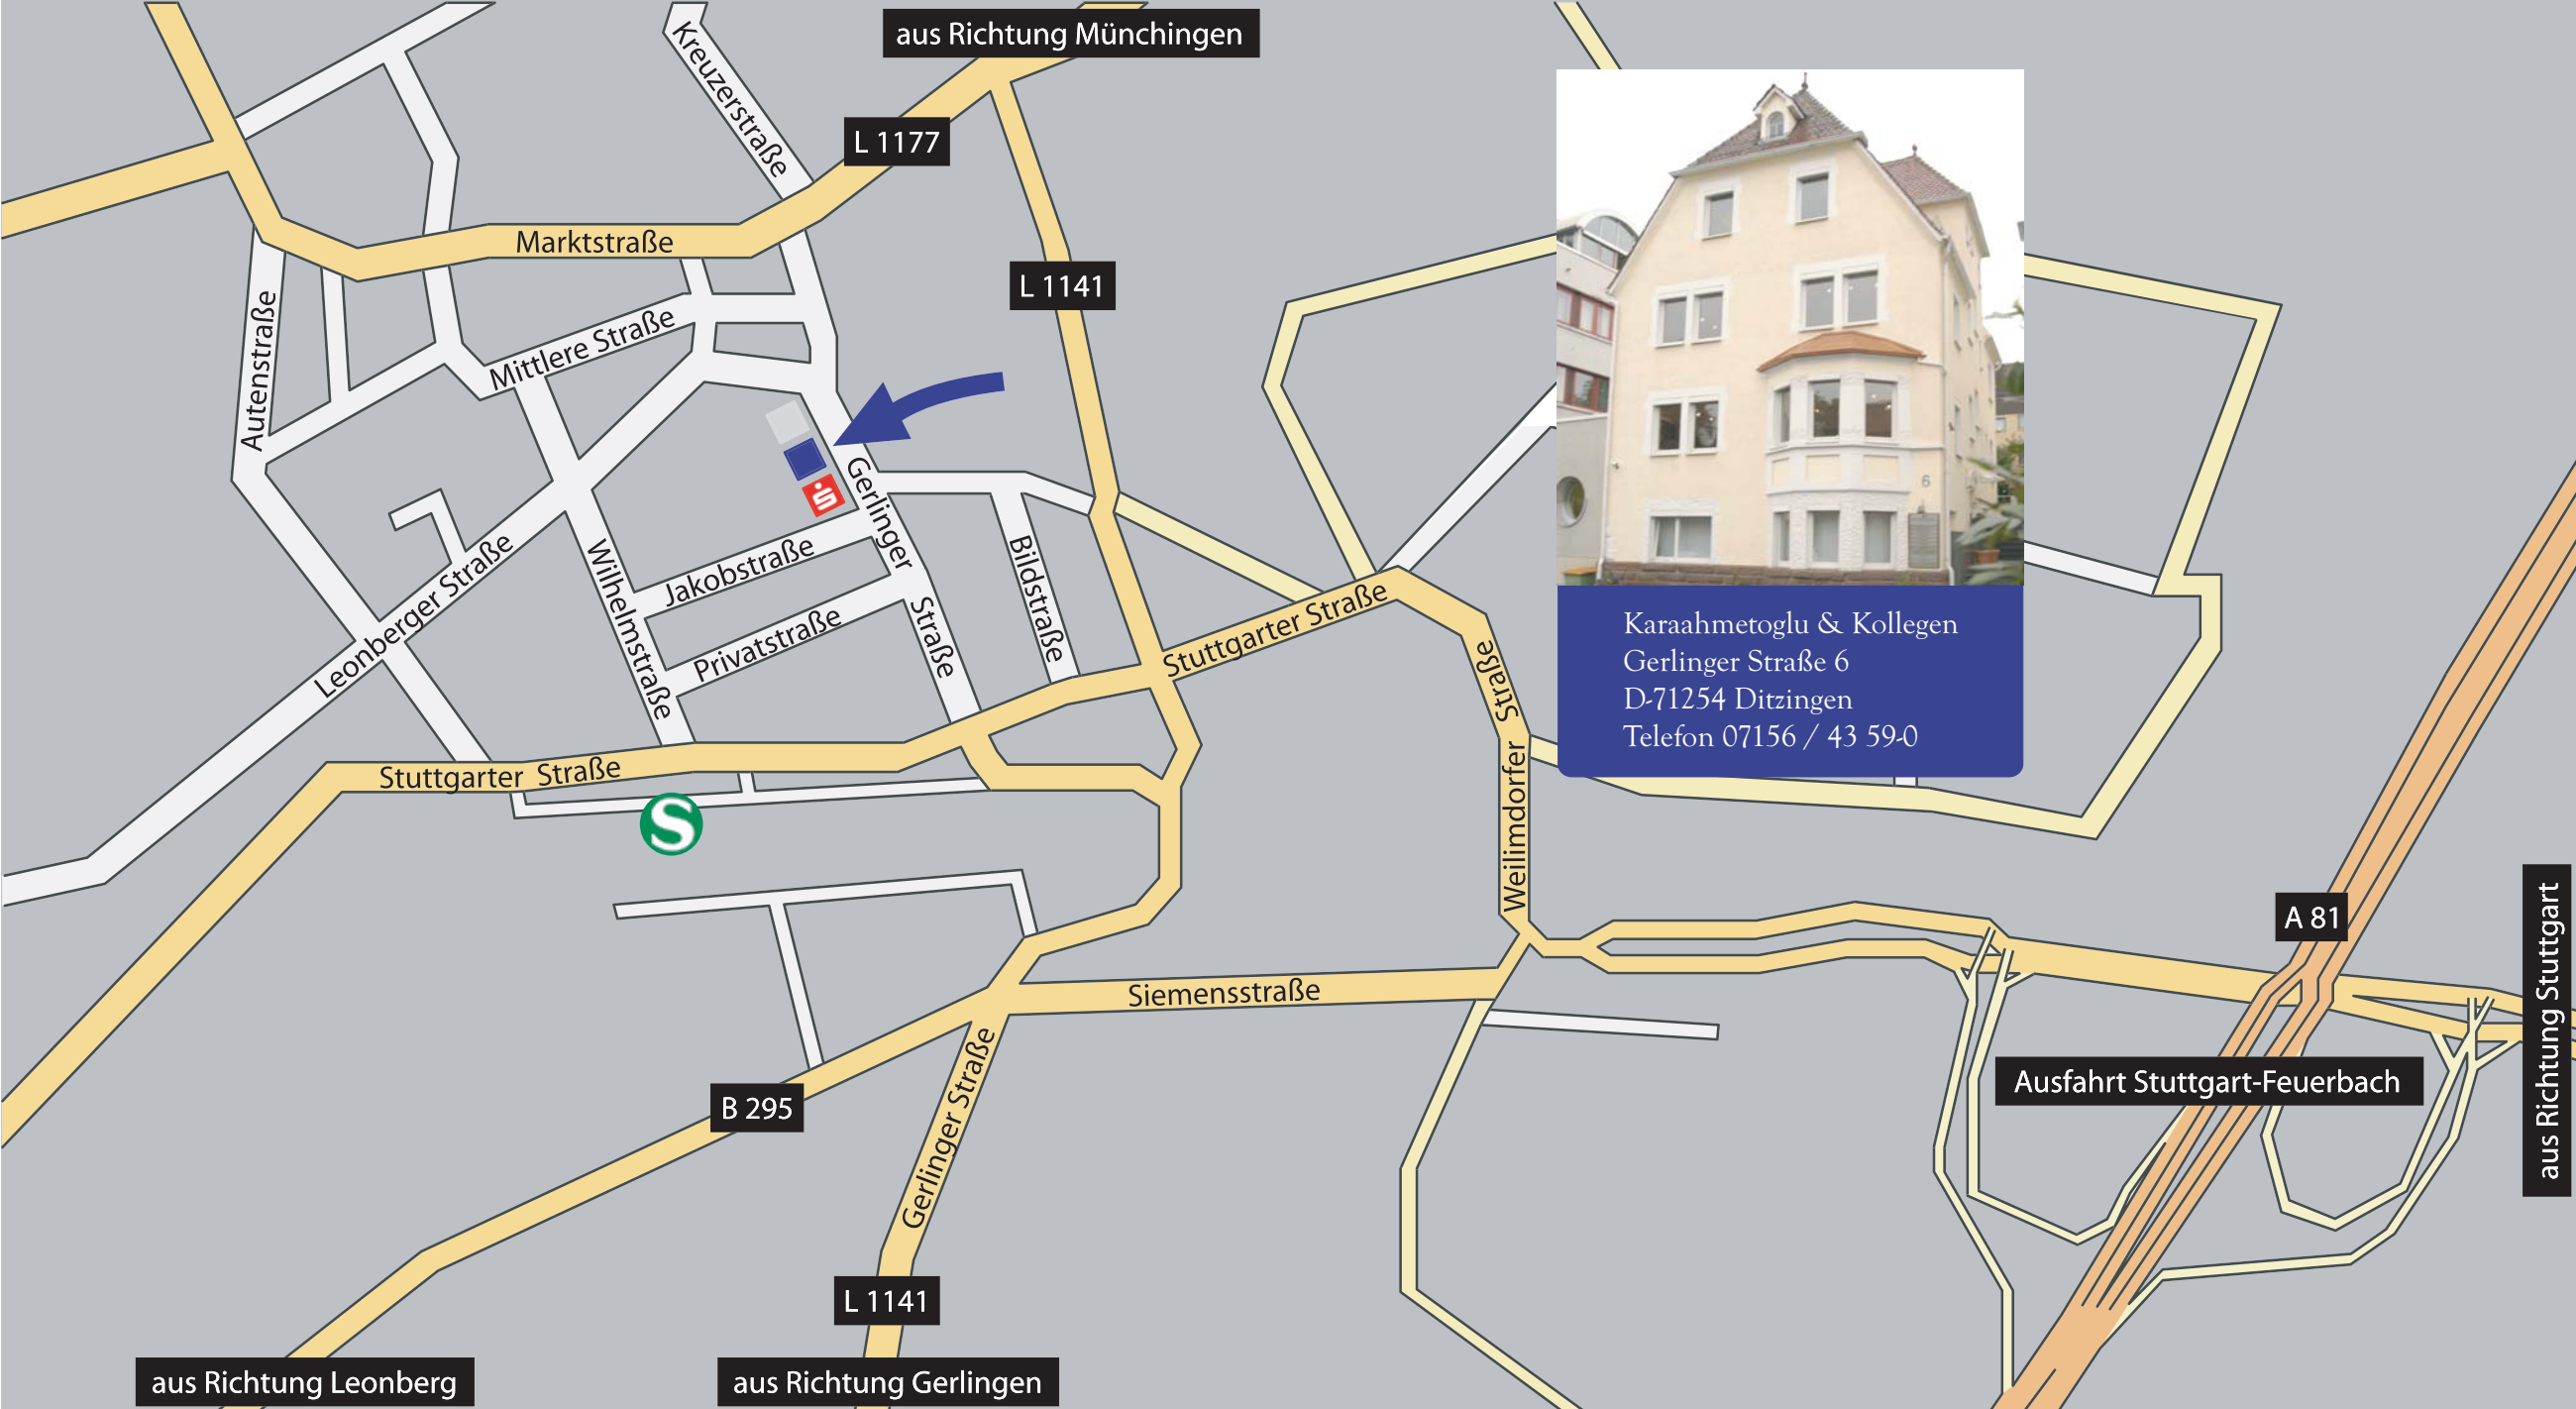 aus Richtung Münchingen
Kreuzerstraße
L 1177
Marktstraße
L 1141
Autenstraße
Mittlere Straße
Gerlinger Straße
Leonberger Straße
Wilhelmstraße
Jakobstraße
Bildstraße
Privatstraße
Stuttgarter Straße
Weilimdorfer Straße
6
Karaahmetoglu & Kollegen
Gerlinger Straße 6
D-71254 Ditzingen
Telefon 07156 / 43 59-0
Stuttgarter Straße
S
A 81
aus Richtung Stuttgart
Siemensstraße
Ausfahrt Stuttgart-Feuerbach
B 295
Gerlinger Straße
L 1141
aus Richtung Leonberg
aus Richtung Gerlingen